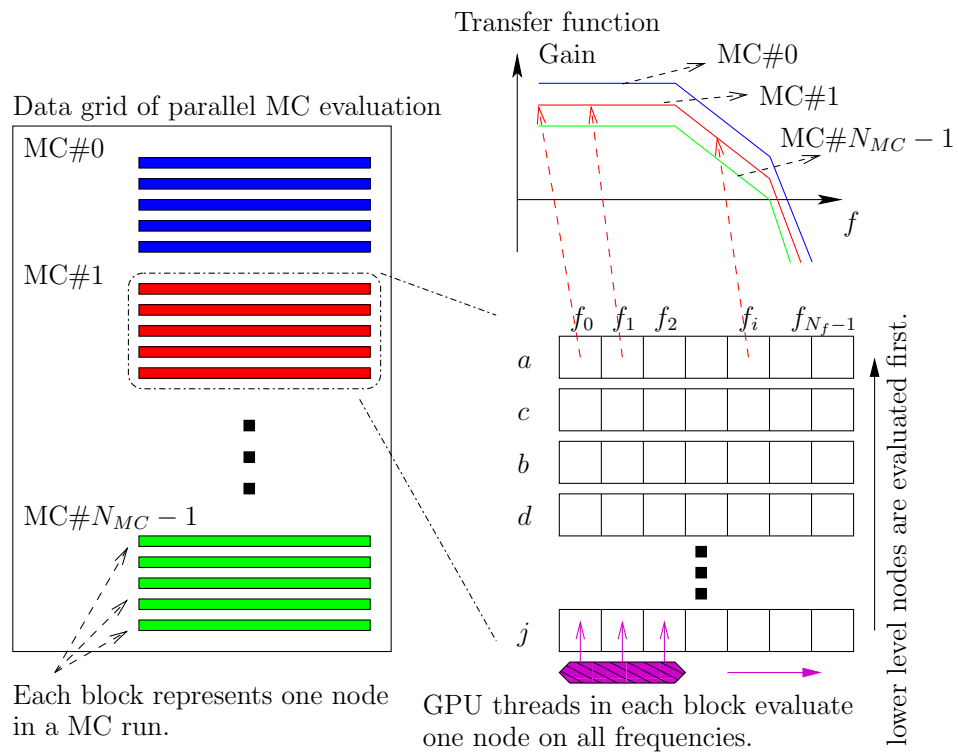 Transfer function
Gain
MC#0
MC#1
MC#N_{MC} − 1
f
Data grid of parallel MC evaluation
MC#0
MC#1
MC#N_{MC} − 1
Each block represents one node
in a MC run.
f_0 f_1 f_2 f_i f_{N_f−1}
a
c
b
d
j
GPU threads in each block evaluate
one node on all frequencies.
lower level nodes are evaluated first.